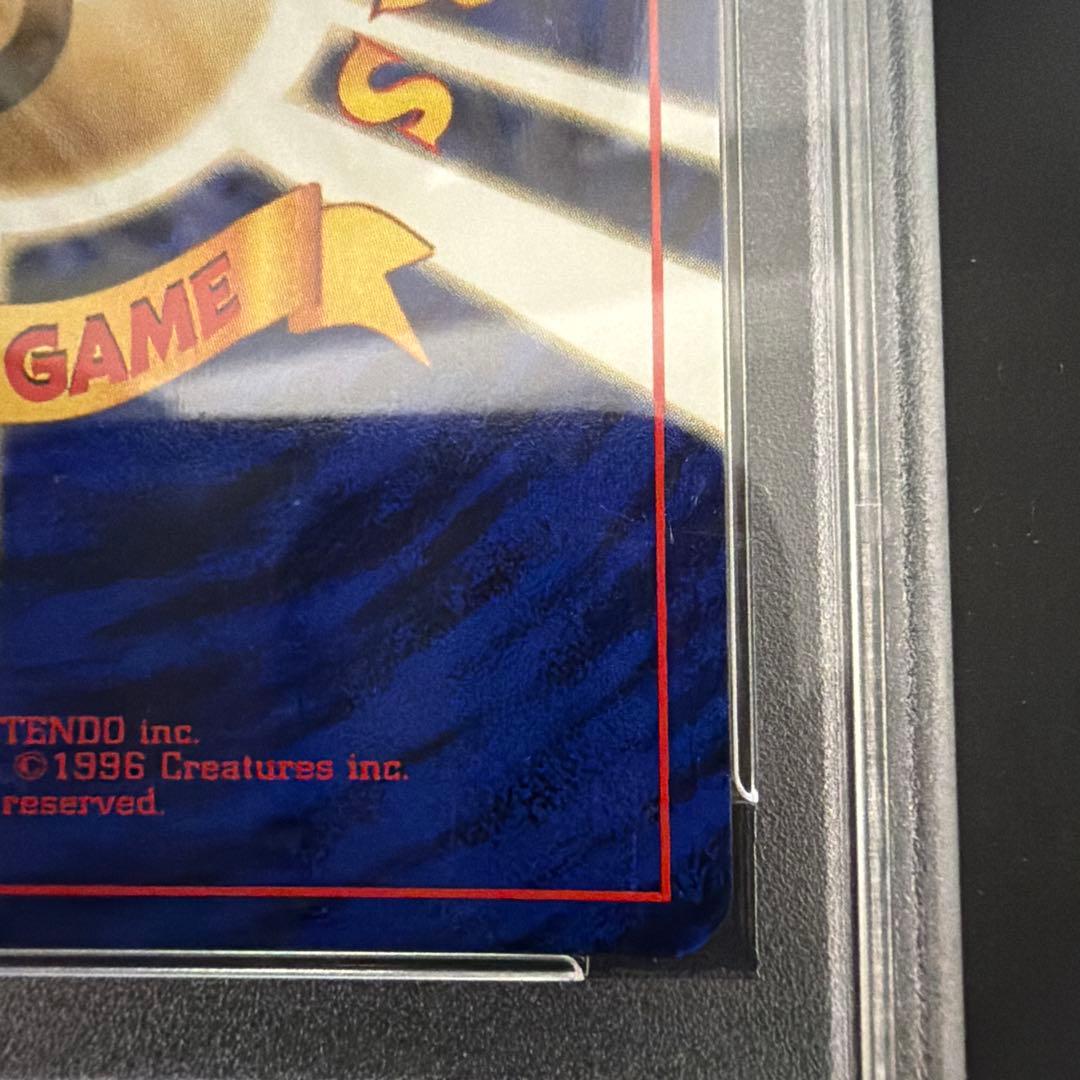 S
GAME
TENDO inc.
©1996 Creatures inc.
reserved.